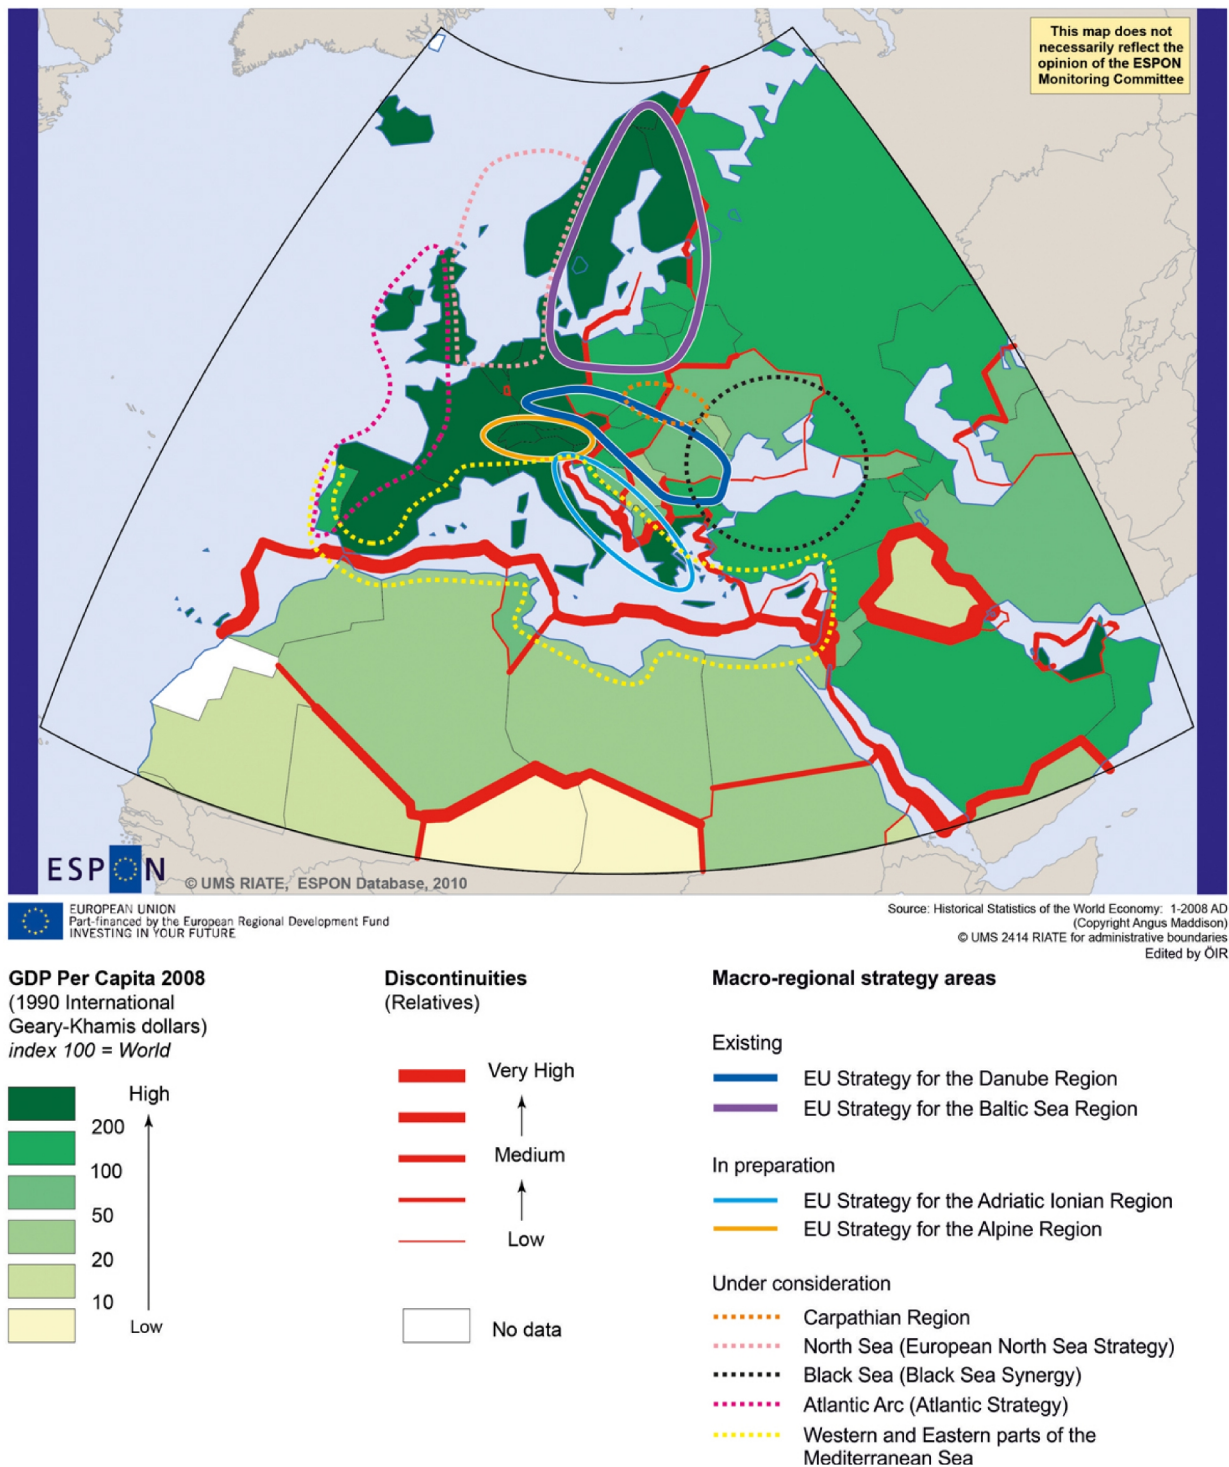 This map does not
necessarily reflect the
opinion of the ESPON
Monitoring Committee
ESPON
© UMS RIATE, ESPON Database, 2010
EUROPEAN UNION
Part-financed by the European Regional Development Fund
INVESTING IN YOUR FUTURE
Source: Historical Statistics of the World Economy: 1-2008 AD
(Copyright Angus Maddison)
© UMS 2414 RIATE for administrative boundaries
Edited by ÖIR
GDP Per Capita 2008
(1990 International
Geary-Khamis dollars)
index 100 = World
High
200
100
50
20
10
Low
Discontinuities
(Relatives)
Very High
Medium
Low
No data
Macro-regional strategy areas
Existing
EU Strategy for the Danube Region
EU Strategy for the Baltic Sea Region
In preparation
EU Strategy for the Adriatic Ionian Region
EU Strategy for the Alpine Region
Under consideration
Carpathian Region
North Sea (European North Sea Strategy)
Black Sea (Black Sea Synergy)
Atlantic Arc (Atlantic Strategy)
Western and Eastern parts of the
Mediterranean Sea